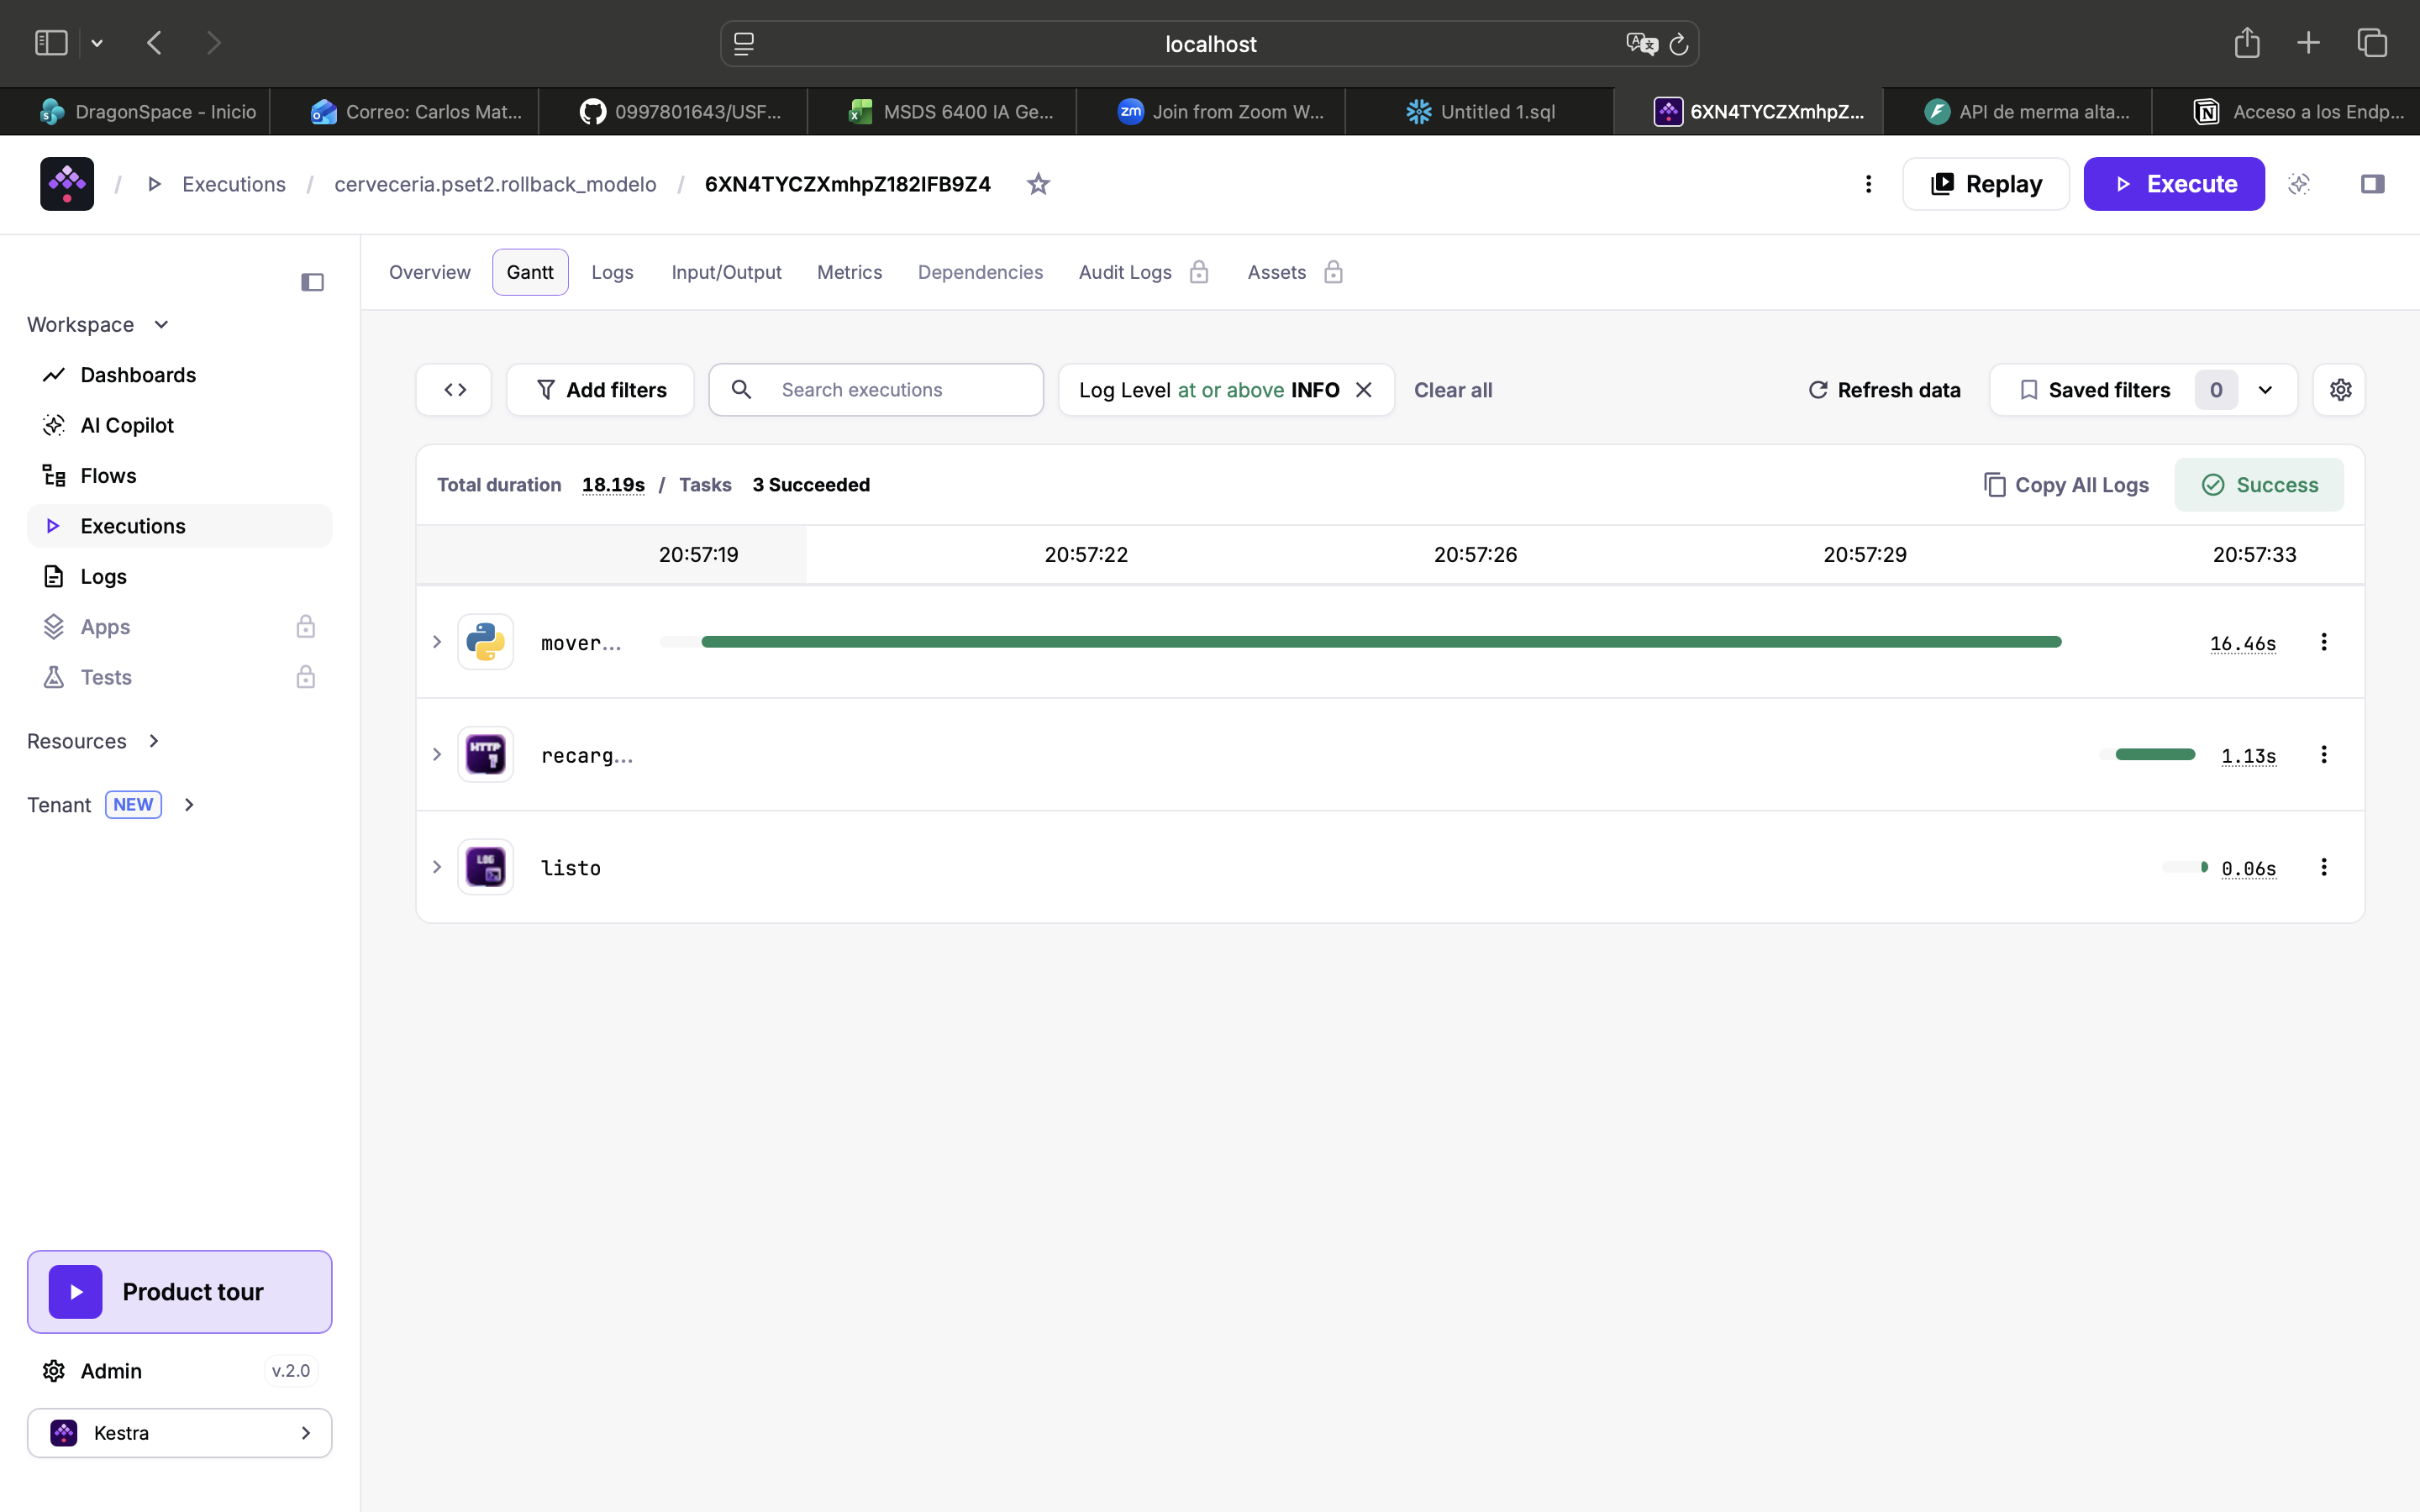 localhost
DragonSpace - Inicio
Correo: Carlos Mat...
0997801643/USF...
MSDS 6400 IA Ge...
zm Join from Zoom W...
Untitled 1.sql
6XN4TYCZXmhpZ...
API de merma alta...
Acceso a los Endp...
/ Executions / cerveceria.pset2.rollback_modelo / 6XN4TYCZXmhpZ182IFB9Z4
Replay
Execute
Overview
Gantt
Logs
Input/Output
Metrics
Dependencies
Audit Logs
Assets
Workspace
Dashboards
AI Copilot
Flows
Executions
Logs
Apps
Tests
Resources
Tenant NEW
Add filters
Search executions
Log Level at or above INFO
Clear all
Refresh data
Saved filters 0
Total duration 18.19s / Tasks 3 Succeeded
Copy All Logs
Success
20:57:19 20:57:22 20:57:26 20:57:29 20:57:33
mover... 16.46s
HTTP recarg... 1.13s
LOG listo 0.06s
Product tour
Admin v.2.0
Kestra